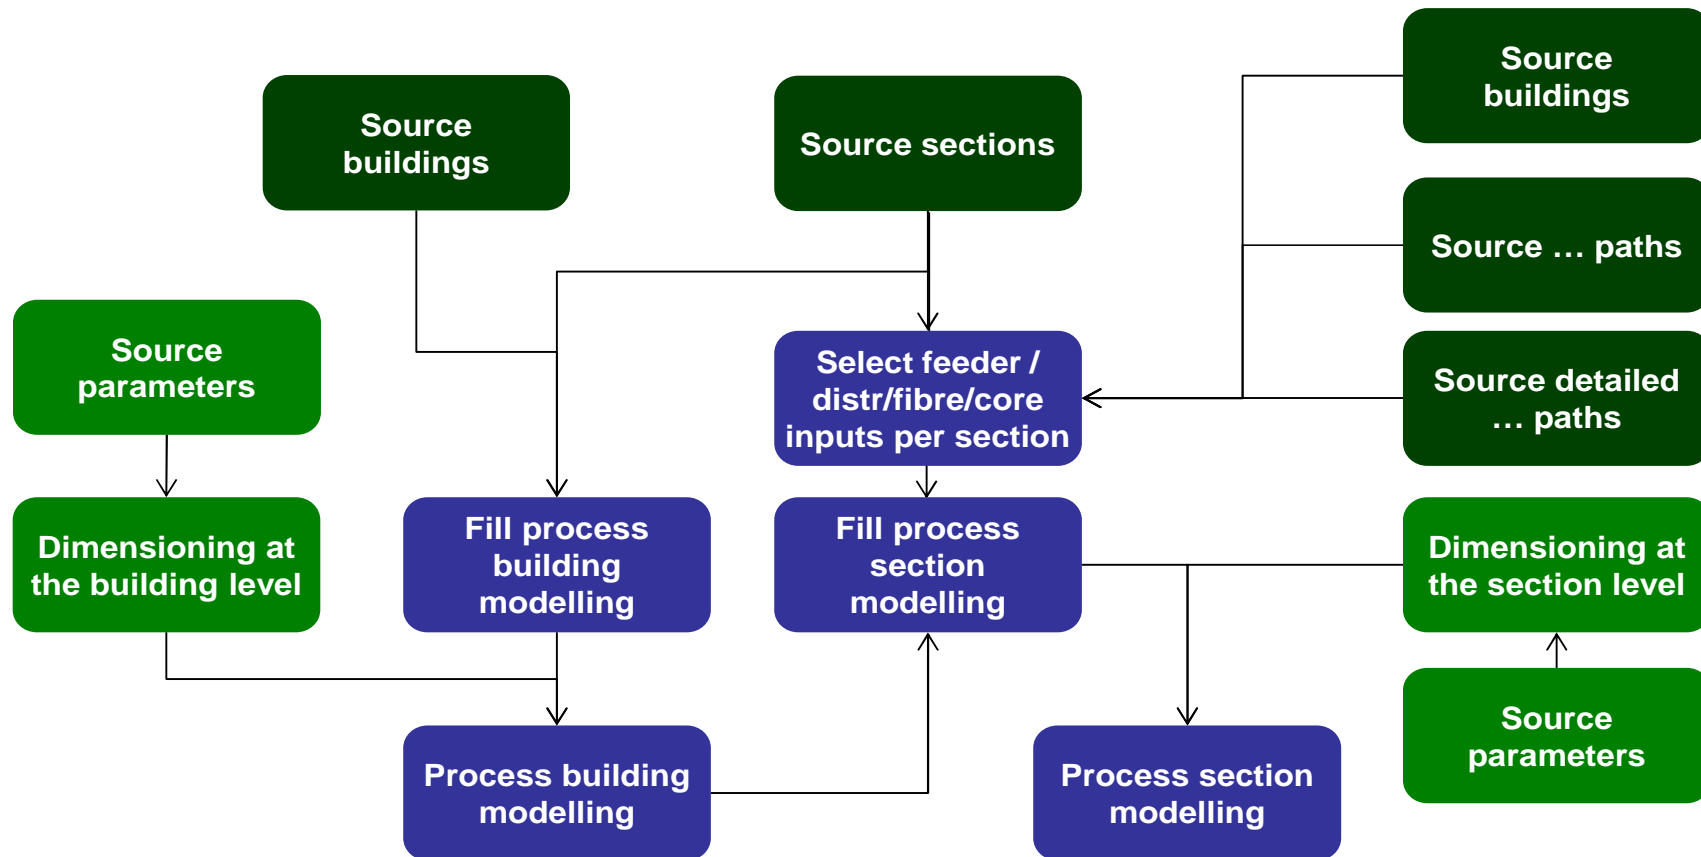 Source
buildings
Source sections
Source
buildings
Source … paths
Source
parameters
Select feeder /
distr/fibre/core
inputs per section
Source detailed
… paths
Dimensioning at
the building level
Fill process
building
modelling
Fill process
section
modelling
Dimensioning at
the section level
Process building
modelling
Process section
modelling
Source
parameters